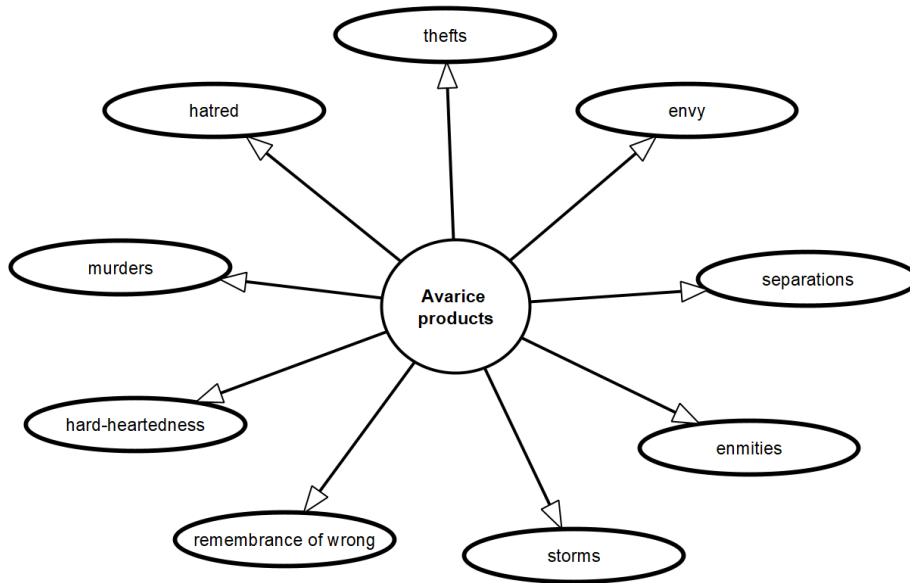 thefts
hatred
envy
murders
separations
Avarice
products
hard-heartedness
enmities
remembrance of wrong
storms